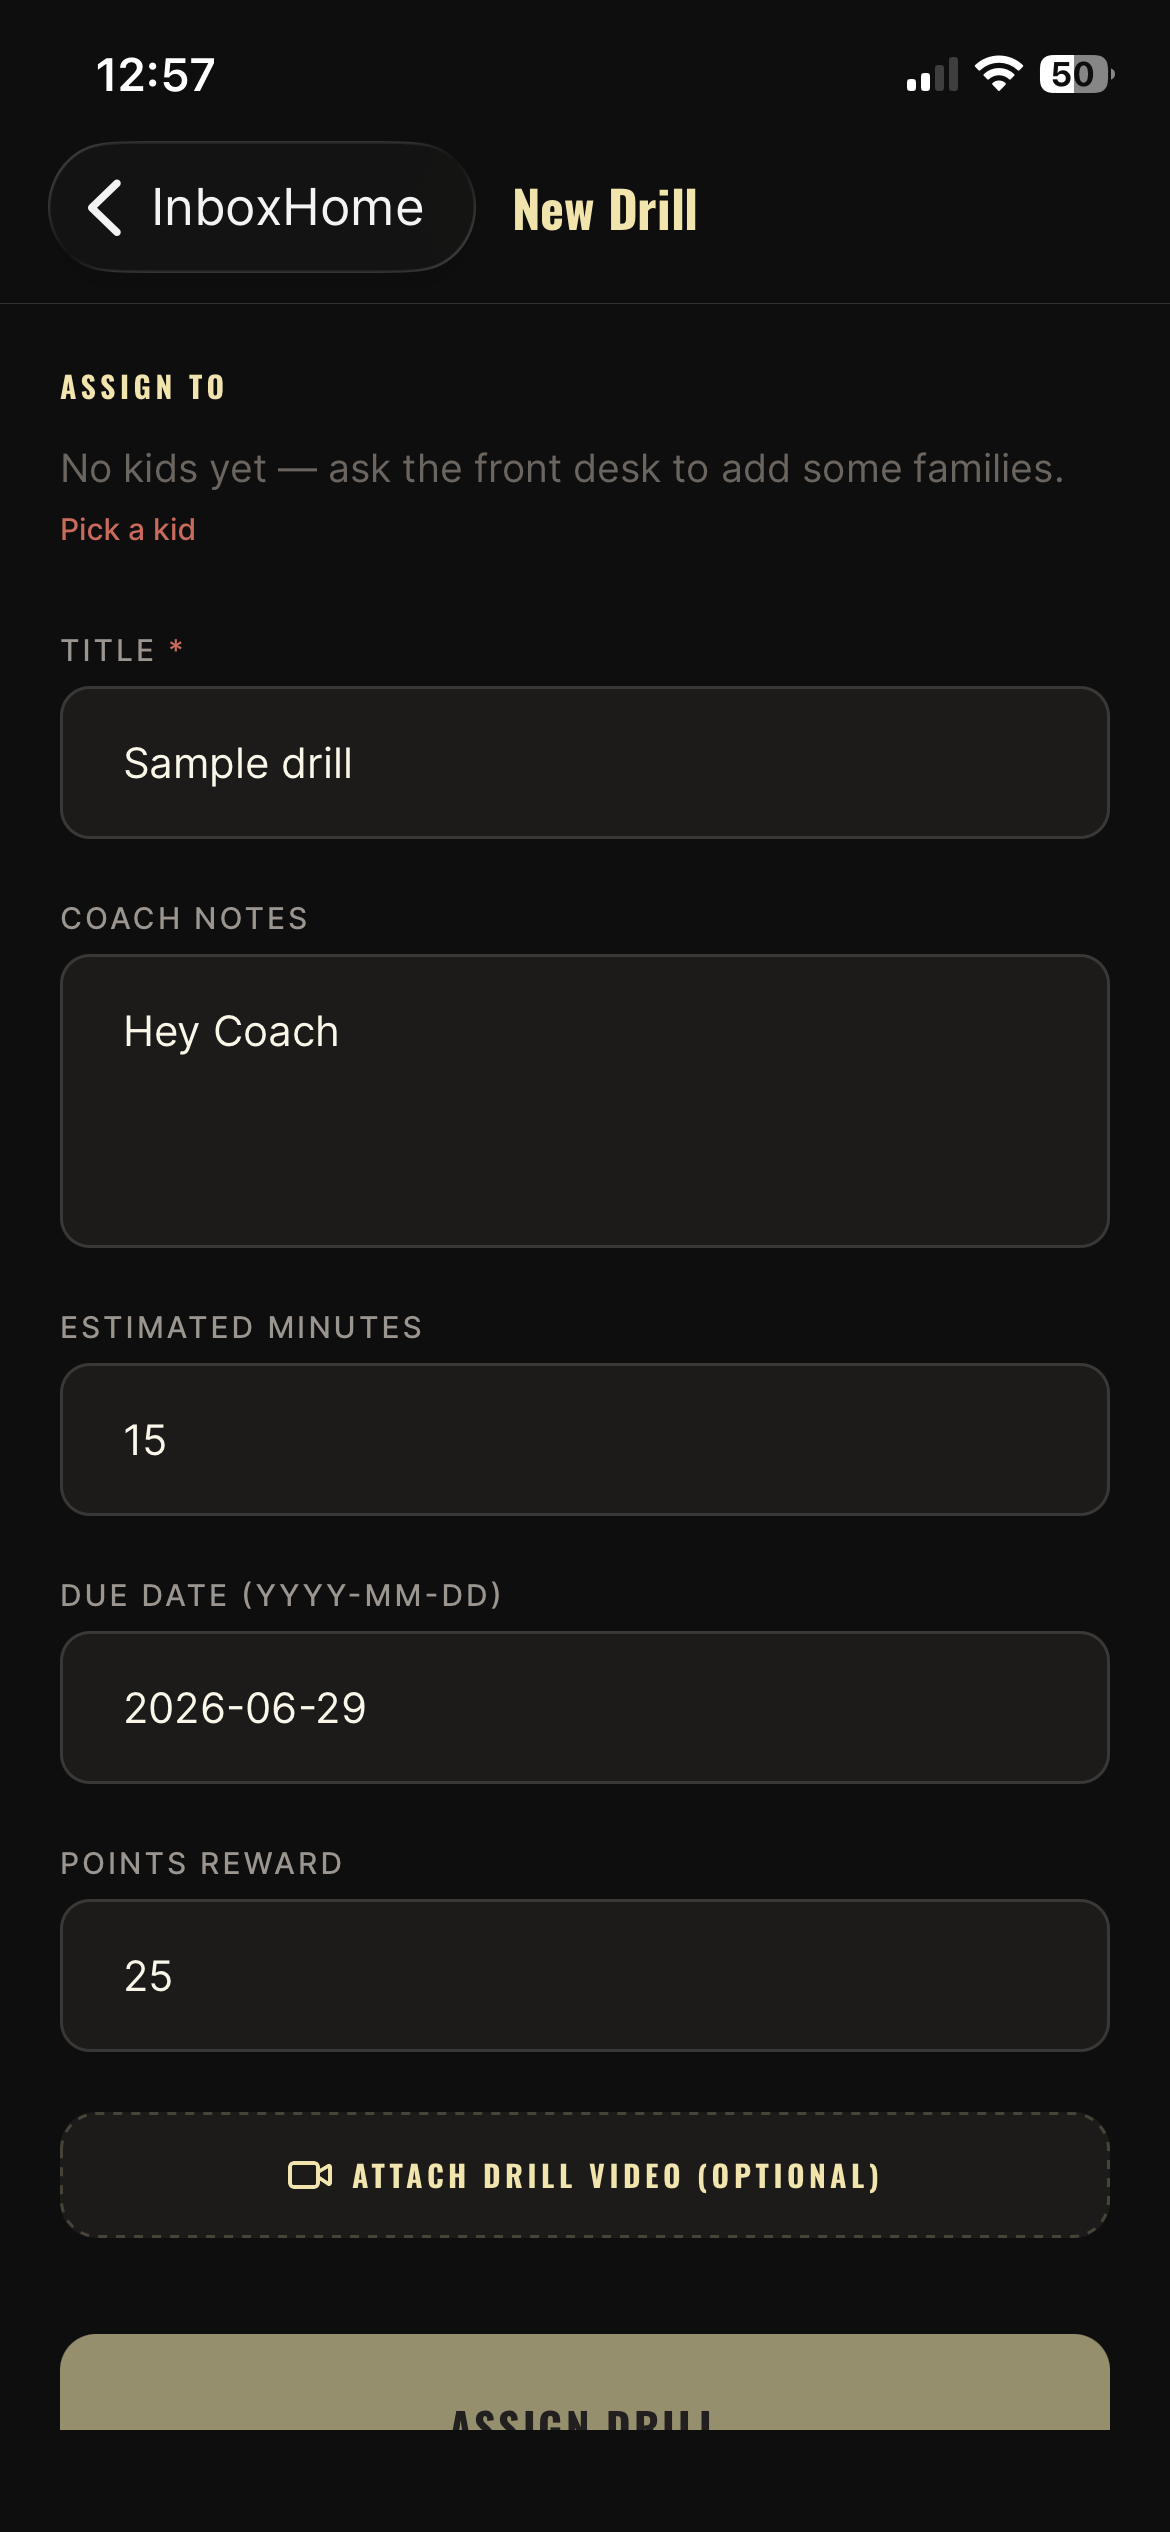 12:57
50
InboxHome
New Drill
ASSIGN TO
No kids yet — ask the front desk to add some families.
Pick a kid
TITLE *
Sample drill
COACH NOTES
Hey Coach
ESTIMATED MINUTES
15
DUE DATE (YYYY-MM-DD)
2026-06-29
POINTS REWARD
25
ATTACH DRILL VIDEO (OPTIONAL)
ASSIGN DRILL